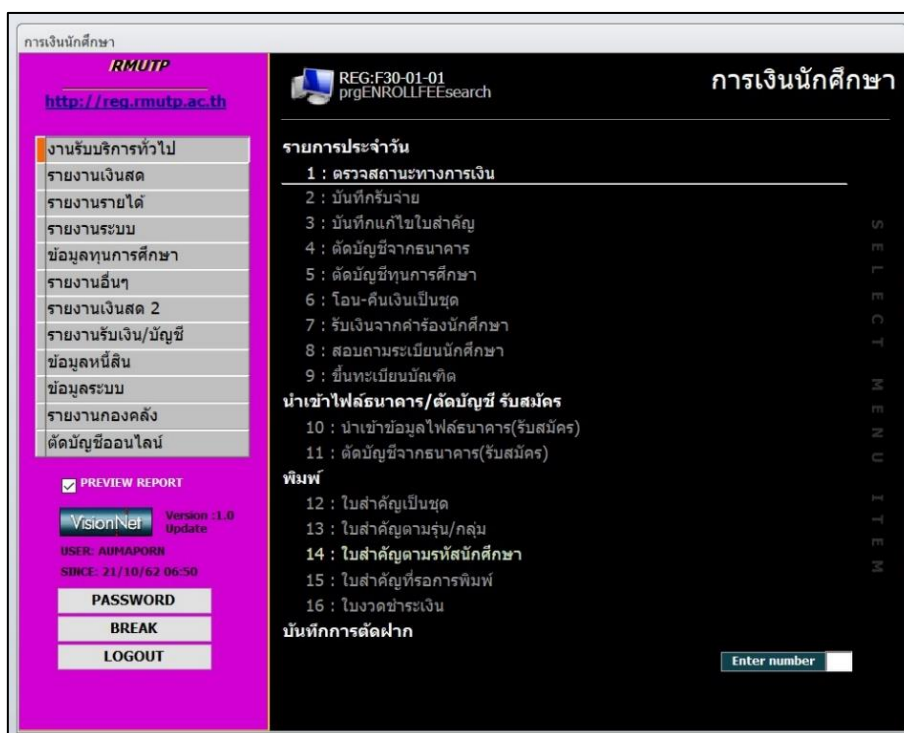 การเงินนักศึกษา
RMUTP
http://reg.rmutp.ac.th
งานรับบริการทั่วไป
รายงานเงินสด
รายงานรายได้
รายงานระบบ
ข้อมูลทุนการศึกษา
รายงานอื่นๆ
รายงานเงินสด 2
รายงานรับเงิน/บัญชี
ข้อมูลหนี้สิน
ข้อมูลระบบ
รายงานกองคลัง
ตัดบัญชีออนไลน์
PREVIEW REPORT
VisionNet
Version :1.0
Update
USER: AUMAPORN
SINCE: 21/10/62 06:50
PASSWORD
BREAK
LOGOUT
REG:F30-01-01
prgENROLLFEEsearch
การเงินนักศึกษา
รายการประจำวัน
1 : ตรวจสถานะทางการเงิน
2 : บันทึกรับจ่าย
3 : บันทึกแก้ไขใบสำคัญ
4 : ตัดบัญชีจากธนาคาร
5 : ตัดบัญชีทุนการศึกษา
6 : โอน-คืนเงินเป็นชุด
7 : รับเงินจากคำร้องนักศึกษา
8 : สอบถามระเบียนนักศึกษา
9 : ขึ้นทะเบียนบัณฑิต
นำเข้าไฟล์ธนาคาร/ตัดบัญชี รับสมัคร
10 : นำเข้าข้อมูลไฟล์ธนาคาร(รับสมัคร)
11 : ตัดบัญชีจากธนาคาร(รับสมัคร)
พิมพ์
12 : ใบสำคัญเป็นชุด
13 : ใบสำคัญตามรุ่น/กลุ่ม
14 : ใบสำคัญตามรหัสนักศึกษา
15 : ใบสำคัญที่รอการพิมพ์
16 : ใบงวดชำระเงิน
บันทึกการตัดฝาก
SELECT MENU ITEM
Enter number